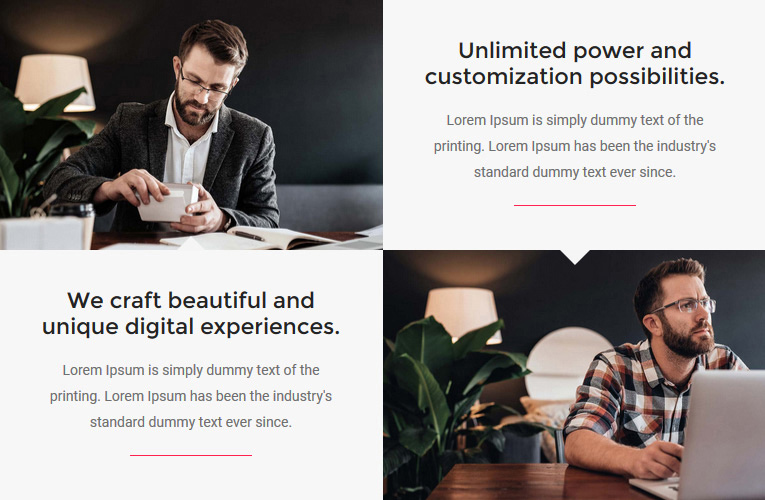 Unlimited power and
customization possibilities.
Lorem Ipsum is simply dummy text of the
printing. Lorem Ipsum has been the industry's
standard dummy text ever since.
We craft beautiful and
unique digital experiences.
Lorem Ipsum is simply dummy text of the
printing. Lorem Ipsum has been the industry's
standard dummy text ever since.